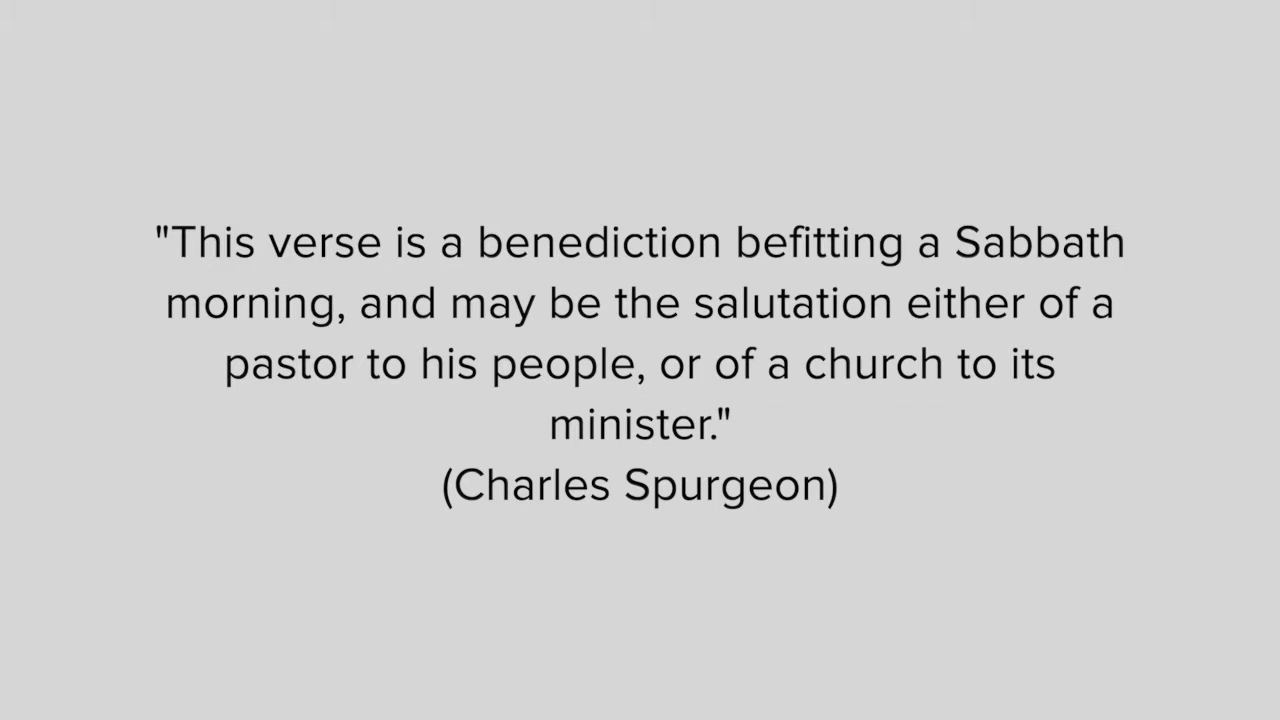 "This verse is a benediction befitting a Sabbath
morning, and may be the salutation either of a
pastor to his people, or of a church to its
minister."
(Charles Spurgeon)